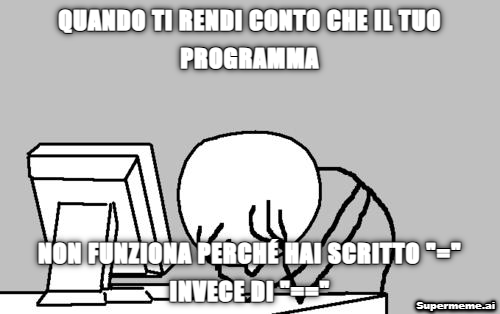 QUANDO TI RENDI CONTO CHE IL TUO
PROGRAMMA
NON FUNZIONA PERCHÉ HAI SCRITTO "="
INVECE DI "=="
Supermeme.ai